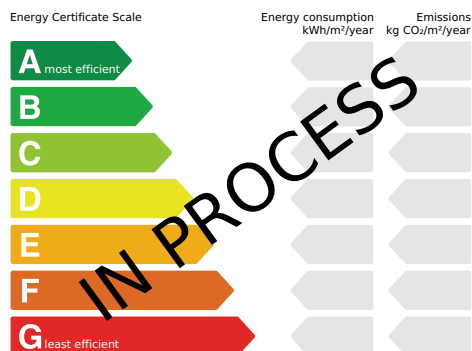 Energy Certificate Scale
Energy consumption
kWh/m²/year
Emissions
kg CO₂/m²/year
A most efficient
B
C
D
E
F
G least efficient
IN PROCESS